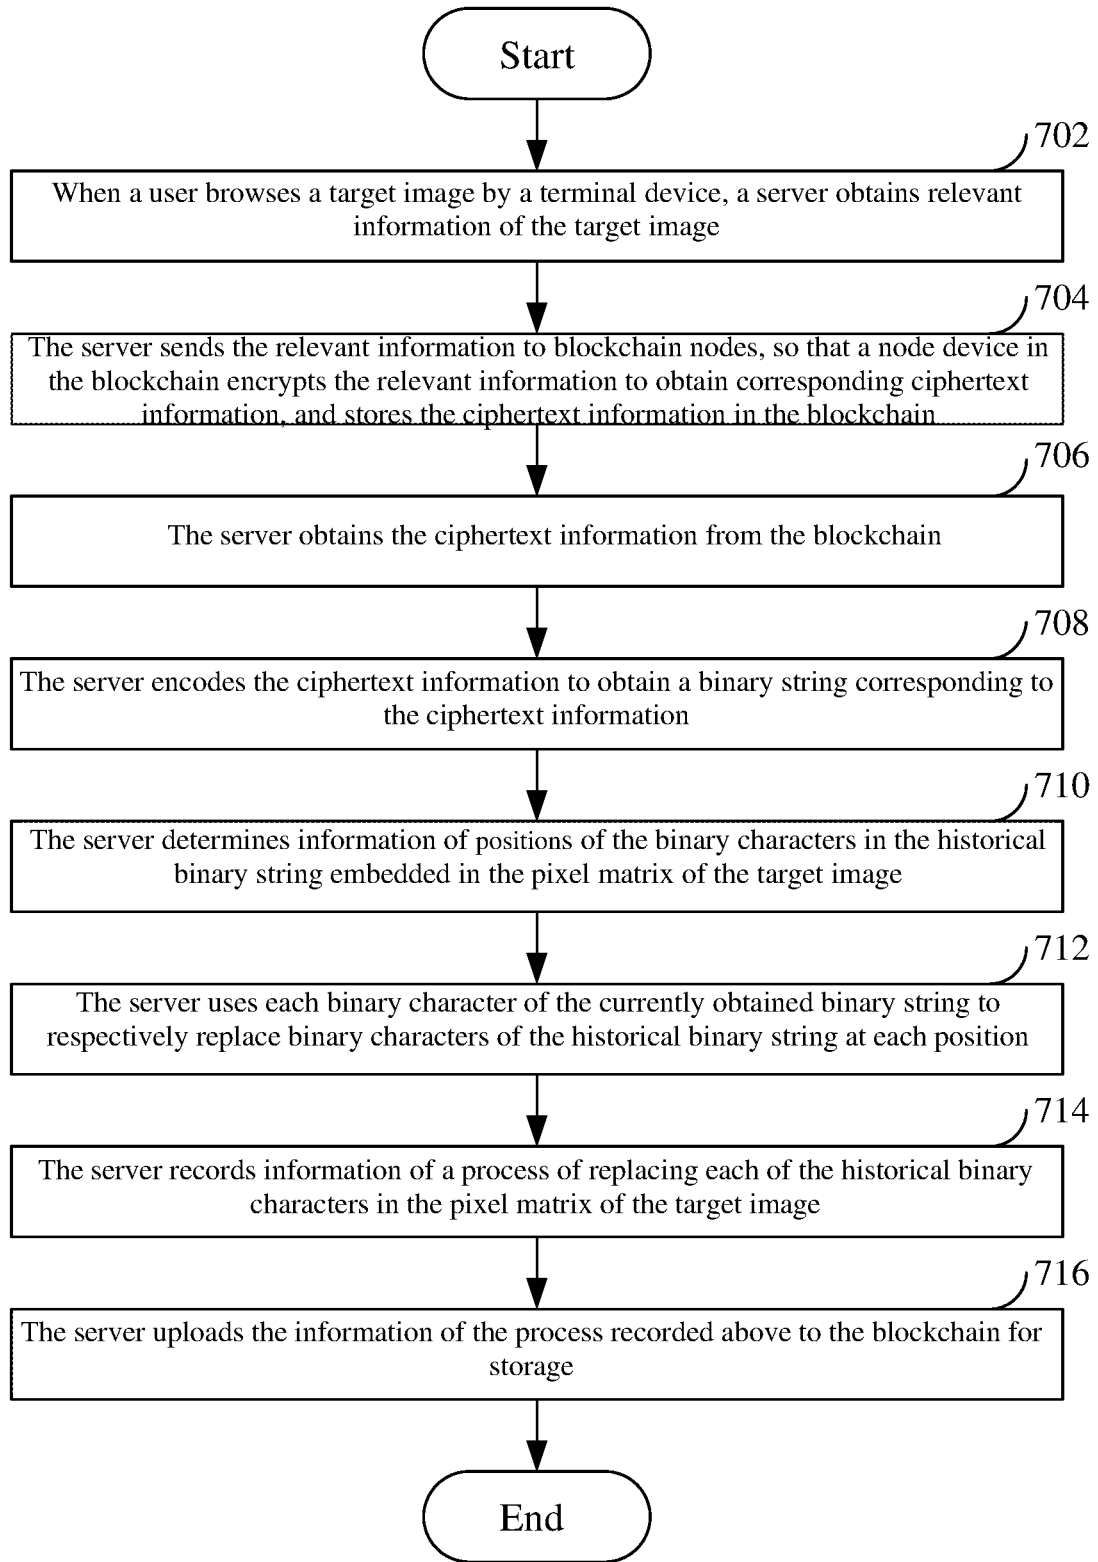 Start
702
When a user browses a target image by a terminal device, a server obtains relevant
information of the target image
704
The server sends the relevant information to blockchain nodes, so that a node device in
the blockchain encrypts the relevant information to obtain corresponding ciphertext
information, and stores the ciphertext information in the blockchain
706
The server obtains the ciphertext information from the blockchain
708
The server encodes the ciphertext information to obtain a binary string corresponding to
the ciphertext information
710
The server determines information of positions of the binary characters in the historical
binary string embedded in the pixel matrix of the target image
712
The server uses each binary character of the currently obtained binary string to
respectively replace binary characters of the historical binary string at each position
714
The server records information of a process of replacing each of the historical binary
characters in the pixel matrix of the target image
716
The server uploads the information of the process recorded above to the blockchain for
storage
End